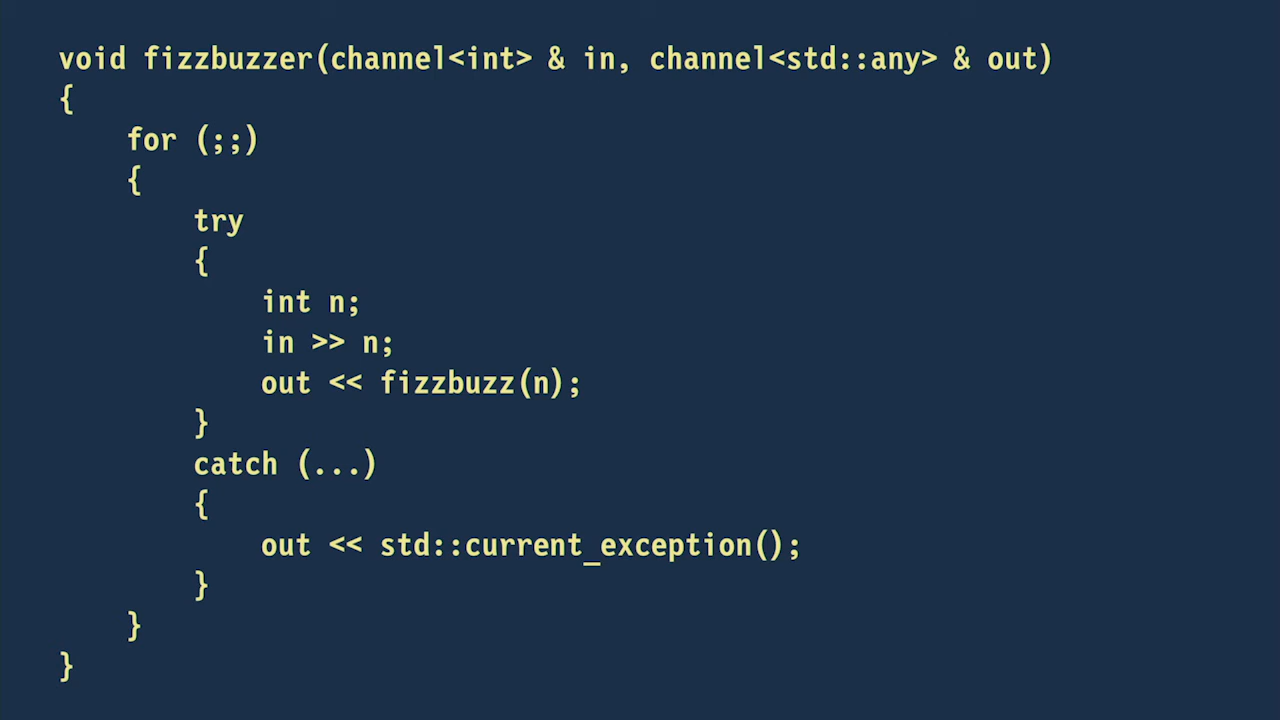 void fizzbuzzer(channel<int> & in, channel<std::any> & out)
{
    for (;;)
    {
        try
        {
            int n;
            in >> n;
            out << fizzbuzz(n);
        }
        catch (...)
        {
            out << std::current_exception();
        }
    }
}